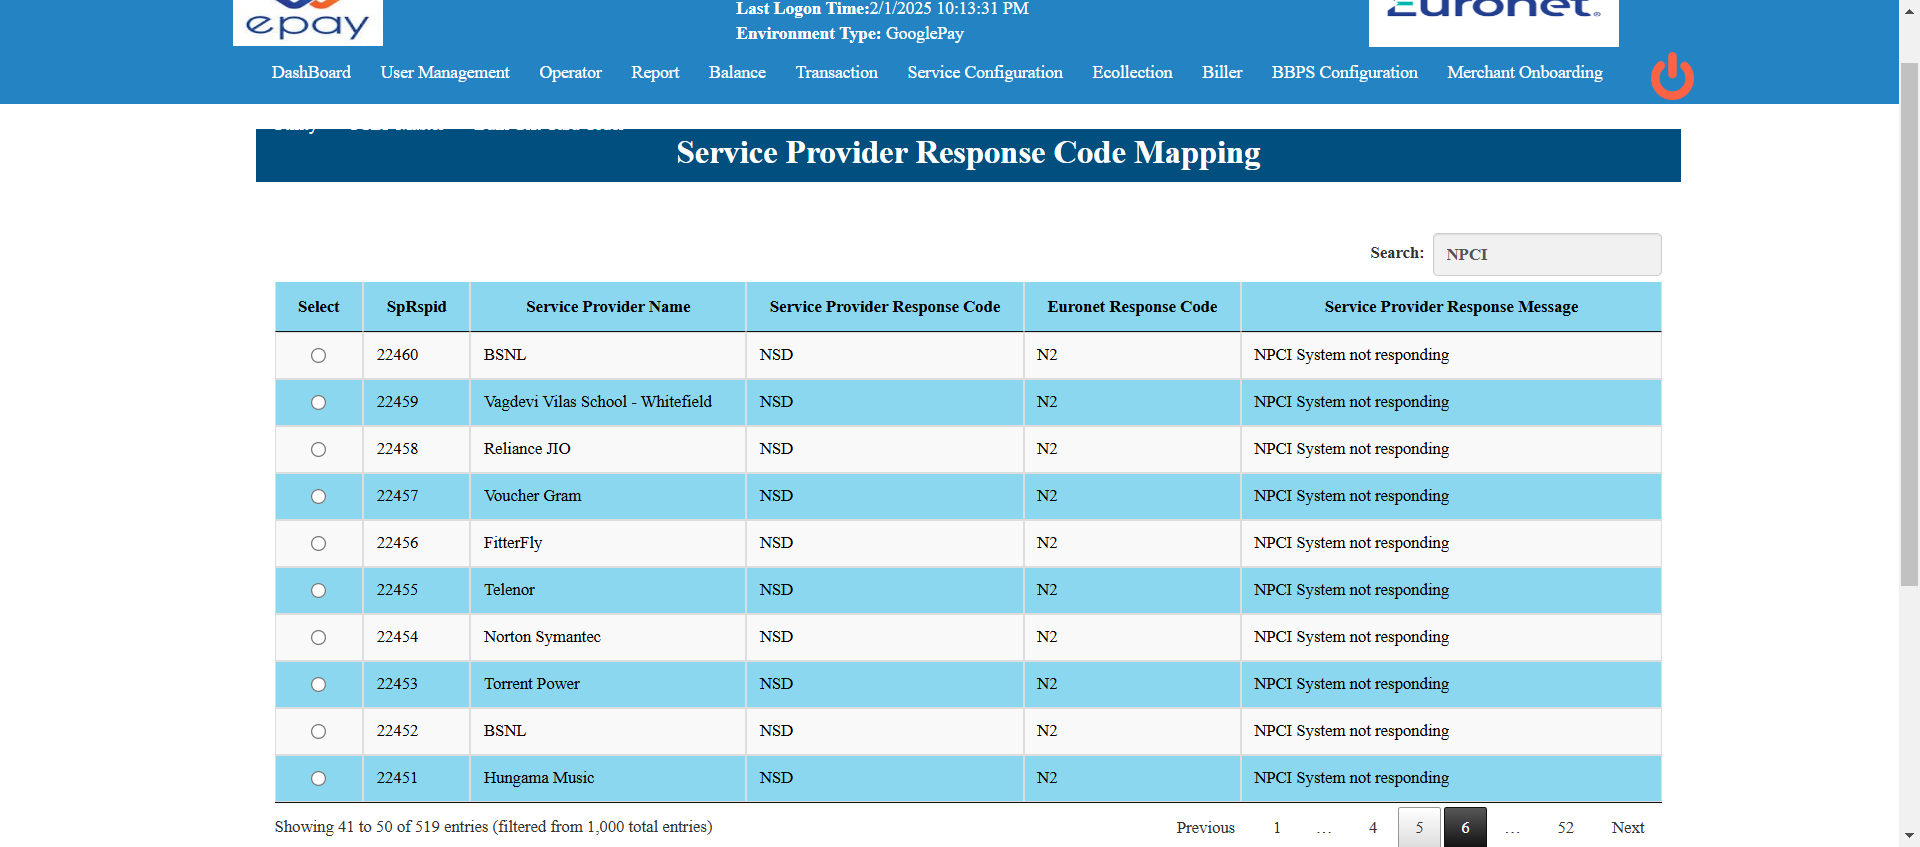 epay
Last Logon Time:2/1/2025 10:13:31 PM
Euronet
Environment Type: GooglePay
DashBoard User Management Operator Report Balance Transaction Service Configuration Ecollection Biller BBPS Configuration Merchant Onboarding
Service Provider Response Code Mapping
Search: NPCI
Select SpRspid Service Provider Name Service Provider Response Code Euronet Response Code Service Provider Response Message
22460 BSNL NSD N2 NPCI System not responding
22459 Vagdevi Vilas School - Whitefield NSD N2 NPCI System not responding
22458 Reliance JIO NSD N2 NPCI System not responding
22457 Voucher Gram NSD N2 NPCI System not responding
22456 FitterFly NSD N2 NPCI System not responding
22455 Telenor NSD N2 NPCI System not responding
22454 Norton Symantec NSD N2 NPCI System not responding
22453 Torrent Power NSD N2 NPCI System not responding
22452 BSNL NSD N2 NPCI System not responding
22451 Hungama Music NSD N2 NPCI System not responding
Showing 41 to 50 of 519 entries (filtered from 1,000 total entries)
Previous 1 … 4 5 6 … 52 Next